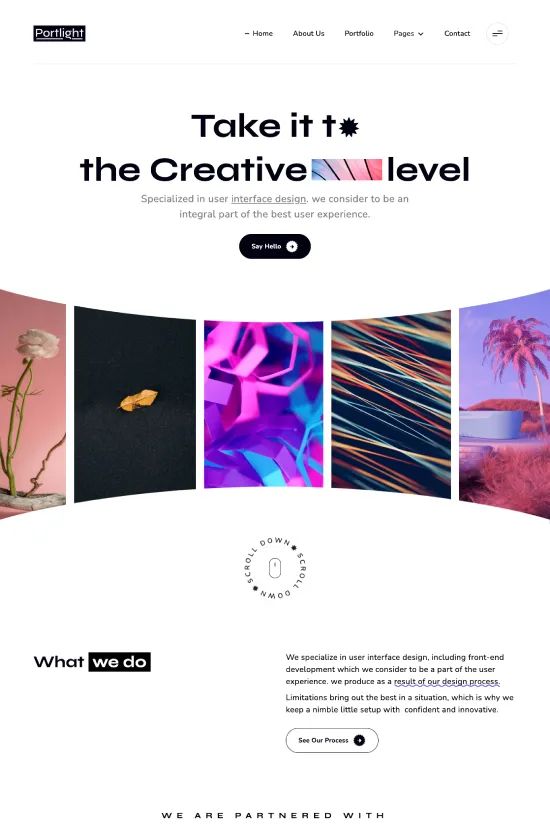 Portlight
Home About Us Portfolio Pages Contact
Take it t
the Creative level
Specialized in user interface design. we consider to be an
integral part of the best user experience.
Say Hello
SCROLL DOWN SCROLL DOWN
What we do
We specialize in user interface design, including front-end
development which we consider to be a part of the user
experience. we produce as a result of our design process.
Limitations bring out the best in a situation, which is why we
keep a nimble little setup with confident and innovative.
See Our Process
WE ARE PARTNERED WITH